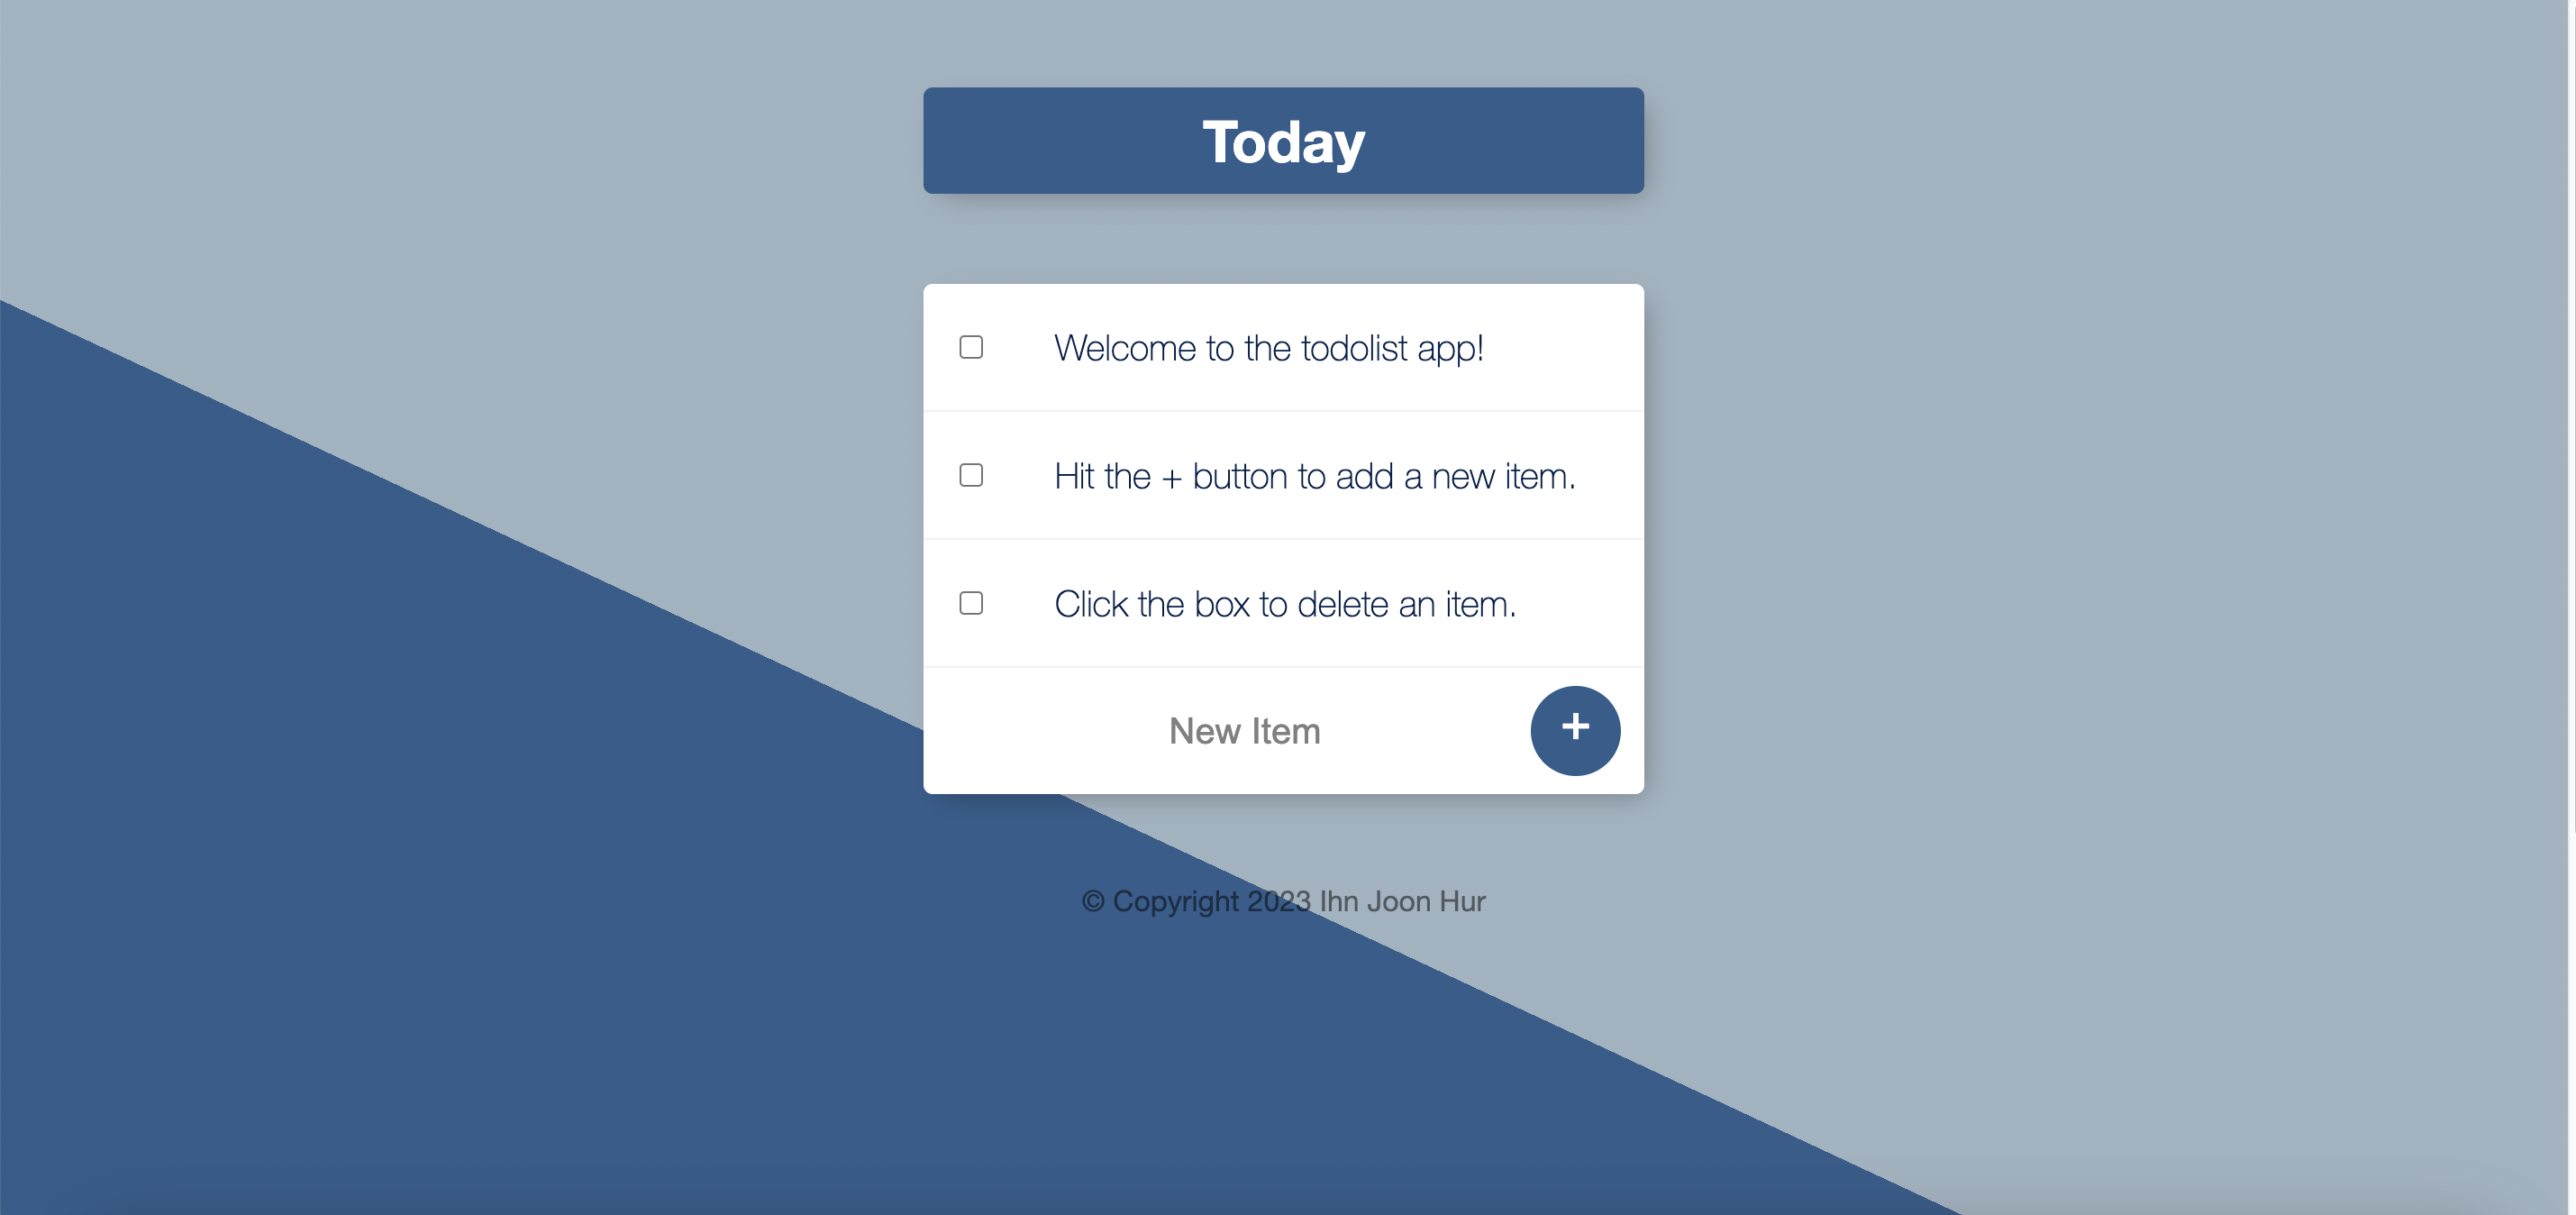 Today
Welcome to the todolist app!
Hit the + button to add a new item.
Click the box to delete an item.
New Item +
© Copyright 2023 Ihn Joon Hur